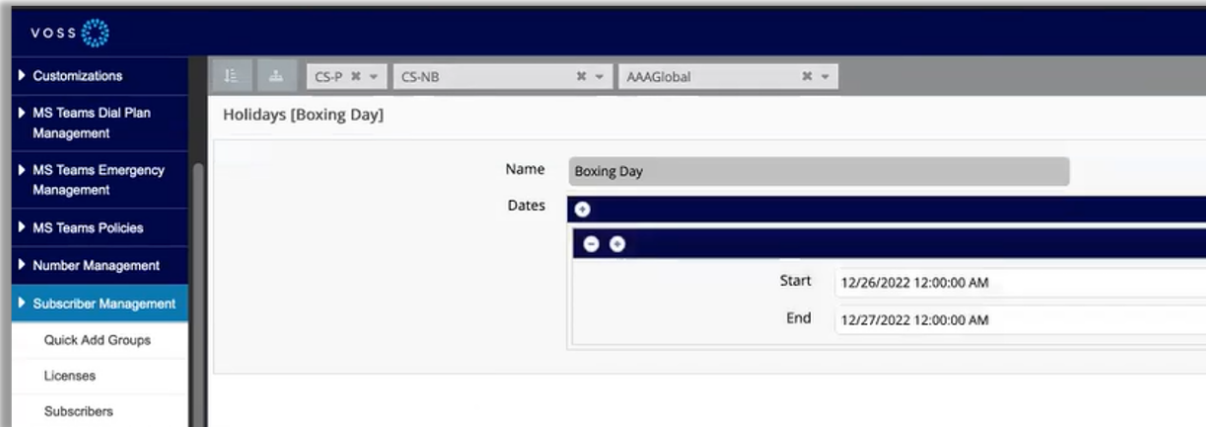 VOSS
CS-P CS-NB AAAGlobal
Customizations
MS Teams Dial Plan
Management
MS Teams Emergency
Management
MS Teams Policies
Number Management
Subscriber Management
Quick Add Groups
Licenses
Subscribers
Holidays [Boxing Day]
Name Boxing Day
Dates
Start 12/26/2022 12:00:00 AM
End 12/27/2022 12:00:00 AM